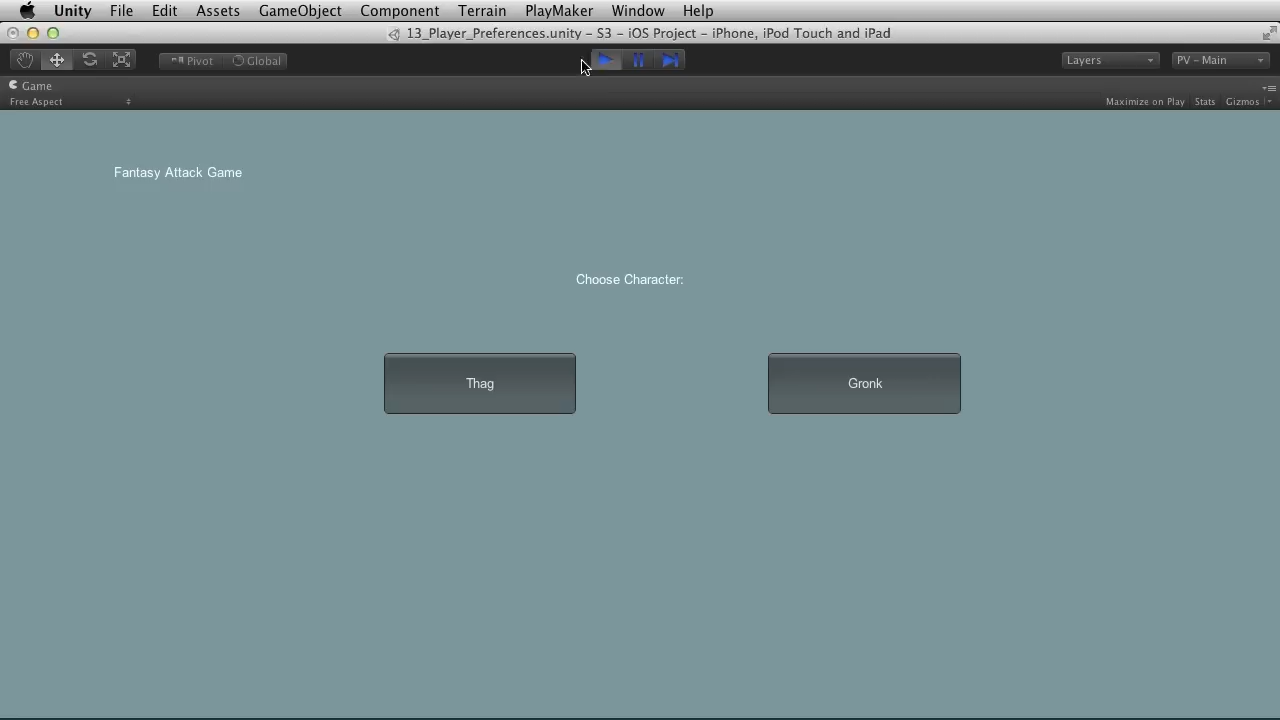 Unity File Edit Assets GameObject Component Terrain PlayMaker Window Help
13_Player_Preferences.unity – S3 – iOS Project – iPhone, iPod Touch and iPad
Pivot Global Layers PV – Main
Game
Free Aspect Maximize on Play Stats Gizmos
Fantasy Attack Game
Choose Character:
Thag Gronk